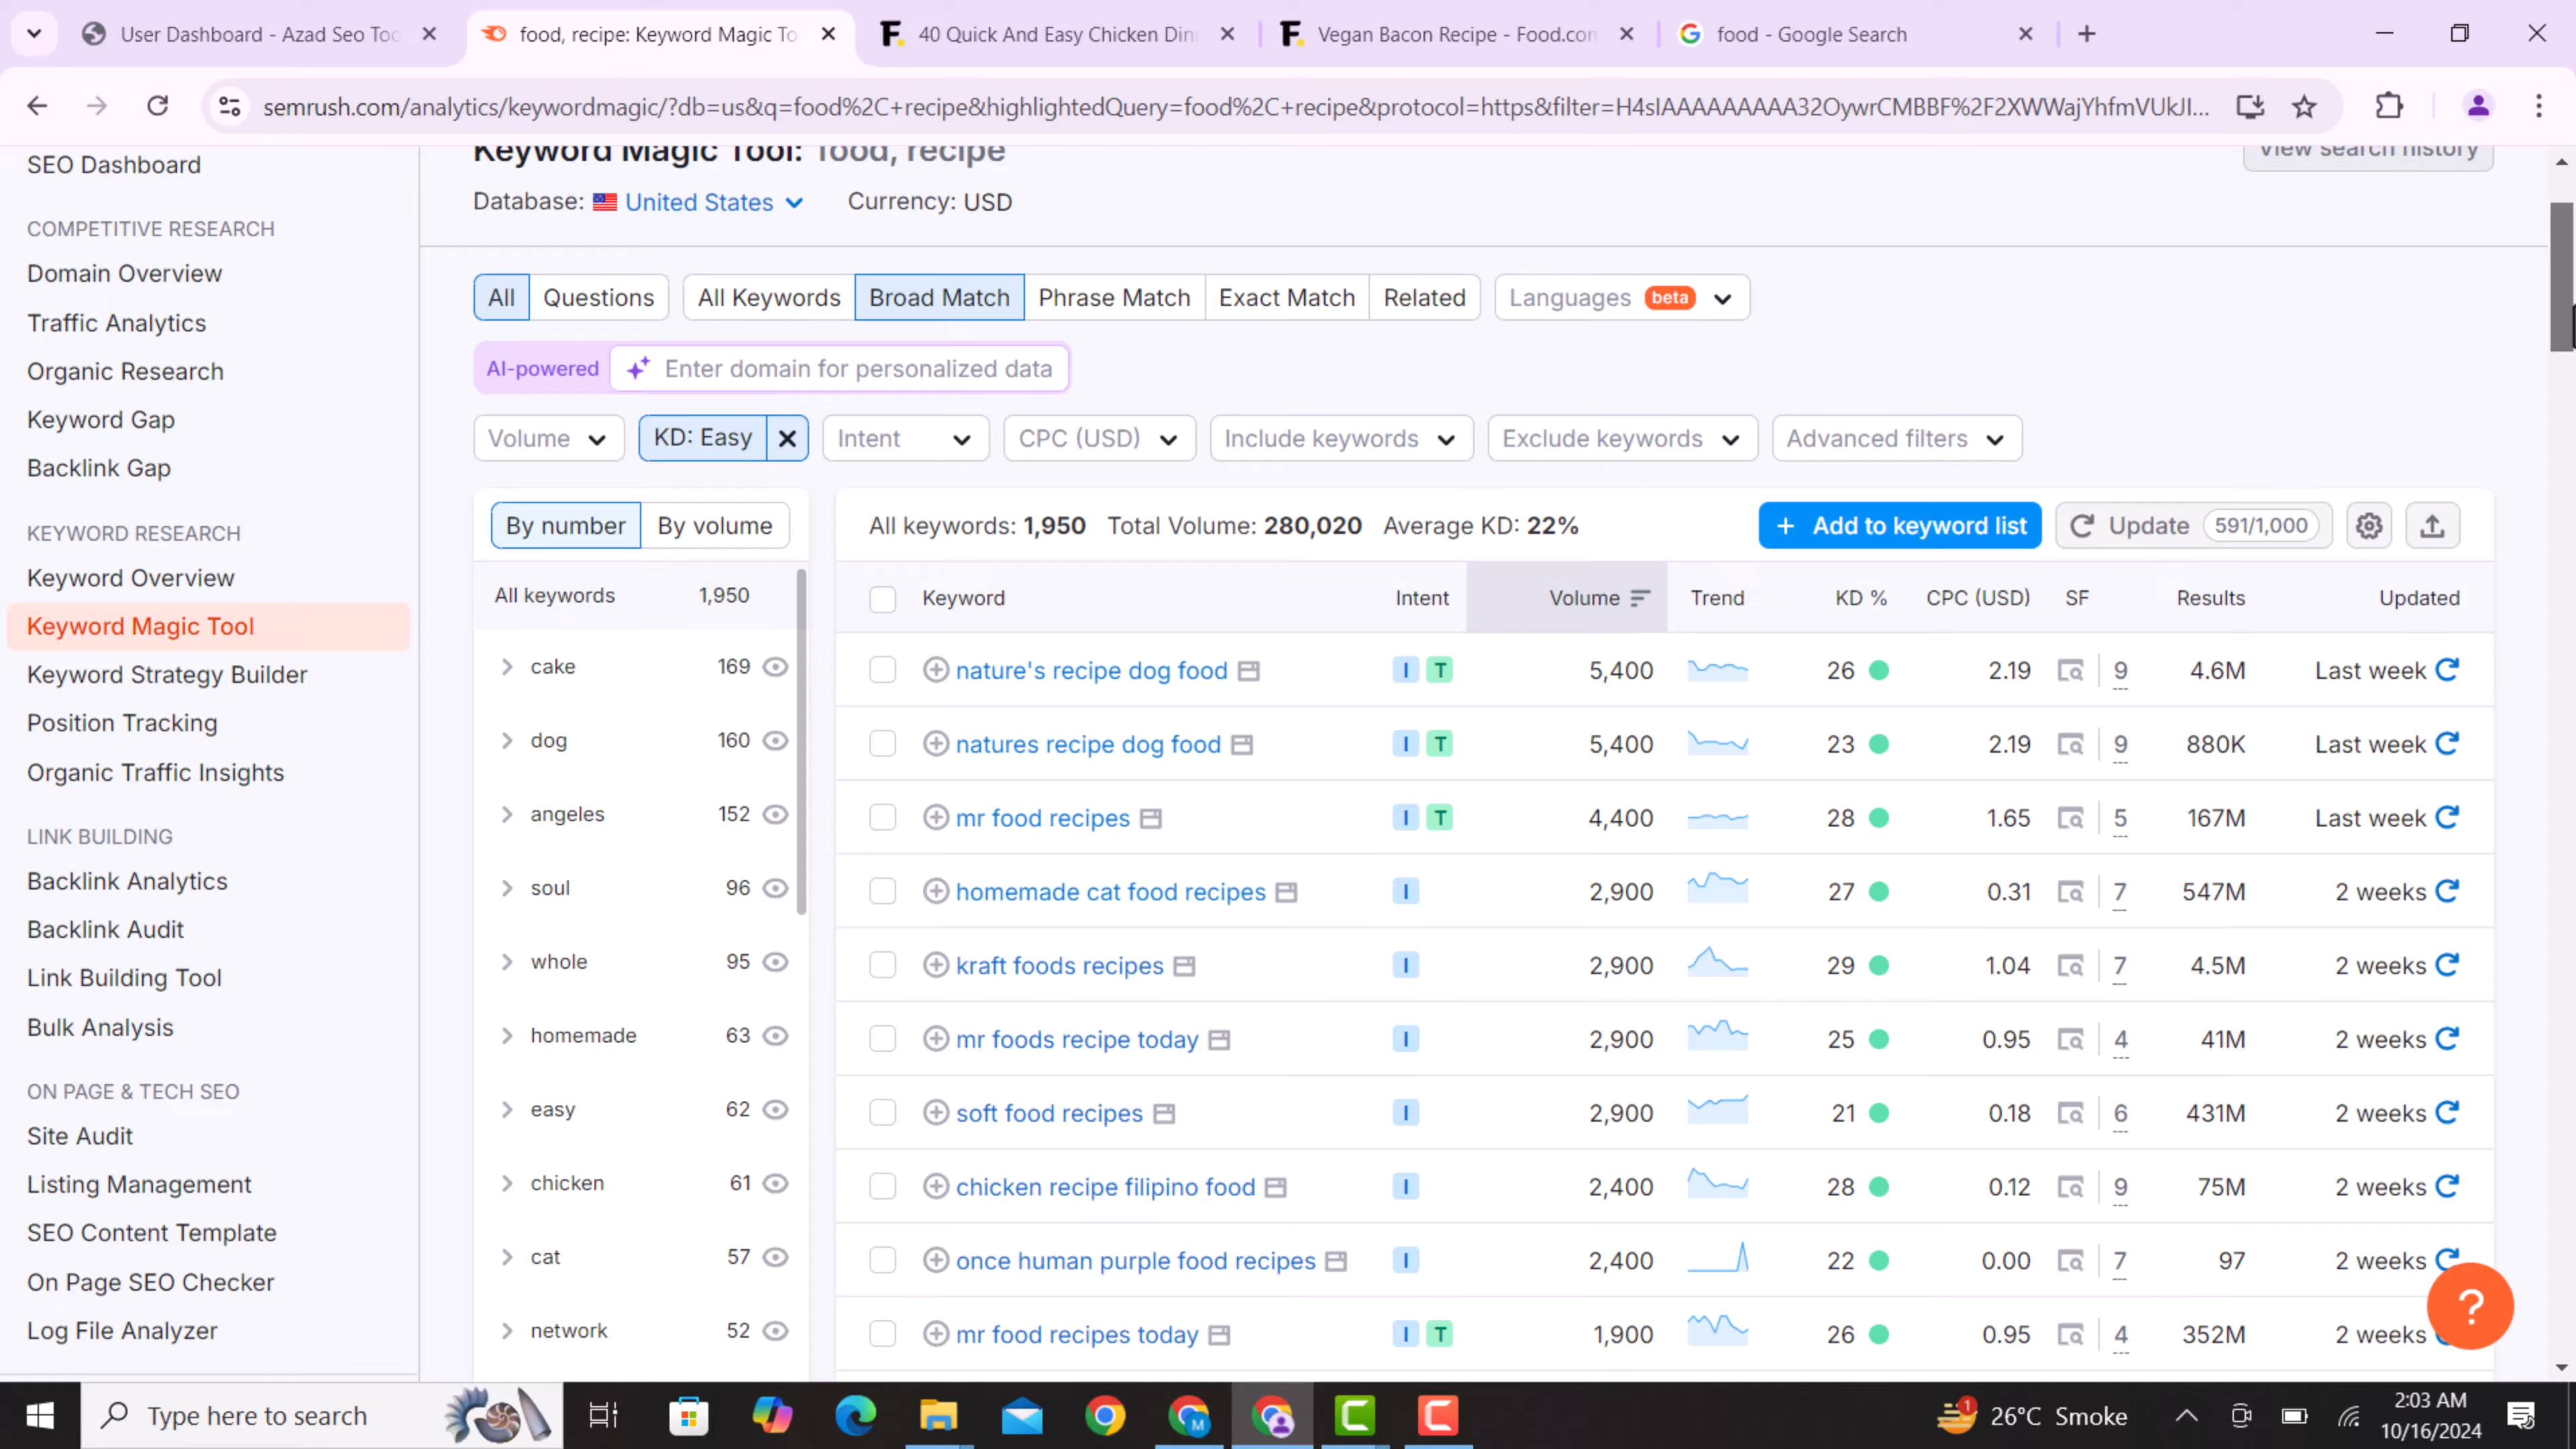 User Dashboard - Azad Seo Too
food, recipe: Keyword Magic To
40 Quick And Easy Chicken Din
Vegan Bacon Recipe - Food.con
food - Google Search
semrush.com/analytics/keywordmagic/?db=us&q=food%2C+recipe&highlightedQuery=food%2C+recipe&protocol=https&filter=H4sIAAAAAAAAA32OywrCMBBF%2F2XWWajYhfmVUkJI...
SEO Dashboard
COMPETITIVE RESEARCH
Domain Overview
Traffic Analytics
Organic Research
Keyword Gap
Backlink Gap
KEYWORD RESEARCH
Keyword Overview
Keyword Magic Tool
Keyword Strategy Builder
Position Tracking
Organic Traffic Insights
LINK BUILDING
Backlink Analytics
Backlink Audit
Link Building Tool
Bulk Analysis
ON PAGE & TECH SEO
Site Audit
Listing Management
SEO Content Template
On Page SEO Checker
Log File Analyzer
Keyword Magic Tool: food, recipe
View search history
Database: United States Currency: USD
All Questions All Keywords Broad Match Phrase Match Exact Match Related Languages beta
AI-powered Enter domain for personalized data
Volume KD: Easy Intent CPC (USD) Include keywords Exclude keywords Advanced filters
By number By volume
All keywords 1,950
cake 169
dog 160
angeles 152
soul 96
whole 95
homemade 63
easy 62
chicken 61
cat 57
network 52
All keywords: 1,950 Total Volume: 280,020 Average KD: 22% + Add to keyword list Update 591/1,000
Keyword Intent Volume Trend KD % CPC (USD) SF Results Updated
nature's recipe dog food I T 5,400 26 2.19 9 4.6M Last week
natures recipe dog food I T 5,400 23 2.19 9 880K Last week
mr food recipes I T 4,400 28 1.65 5 167M Last week
homemade cat food recipes I 2,900 27 0.31 7 547M 2 weeks
kraft foods recipes I 2,900 29 1.04 7 4.5M 2 weeks
mr foods recipe today I 2,900 25 0.95 4 41M 2 weeks
soft food recipes I 2,900 21 0.18 6 431M 2 weeks
chicken recipe filipino food I 2,400 28 0.12 9 75M 2 weeks
once human purple food recipes I 2,400 22 0.00 7 97 2 weeks
mr food recipes today I T 1,900 26 0.95 4 352M 2 weeks
?
Type here to search
1
26°C Smoke
2:03 AM
10/16/2024